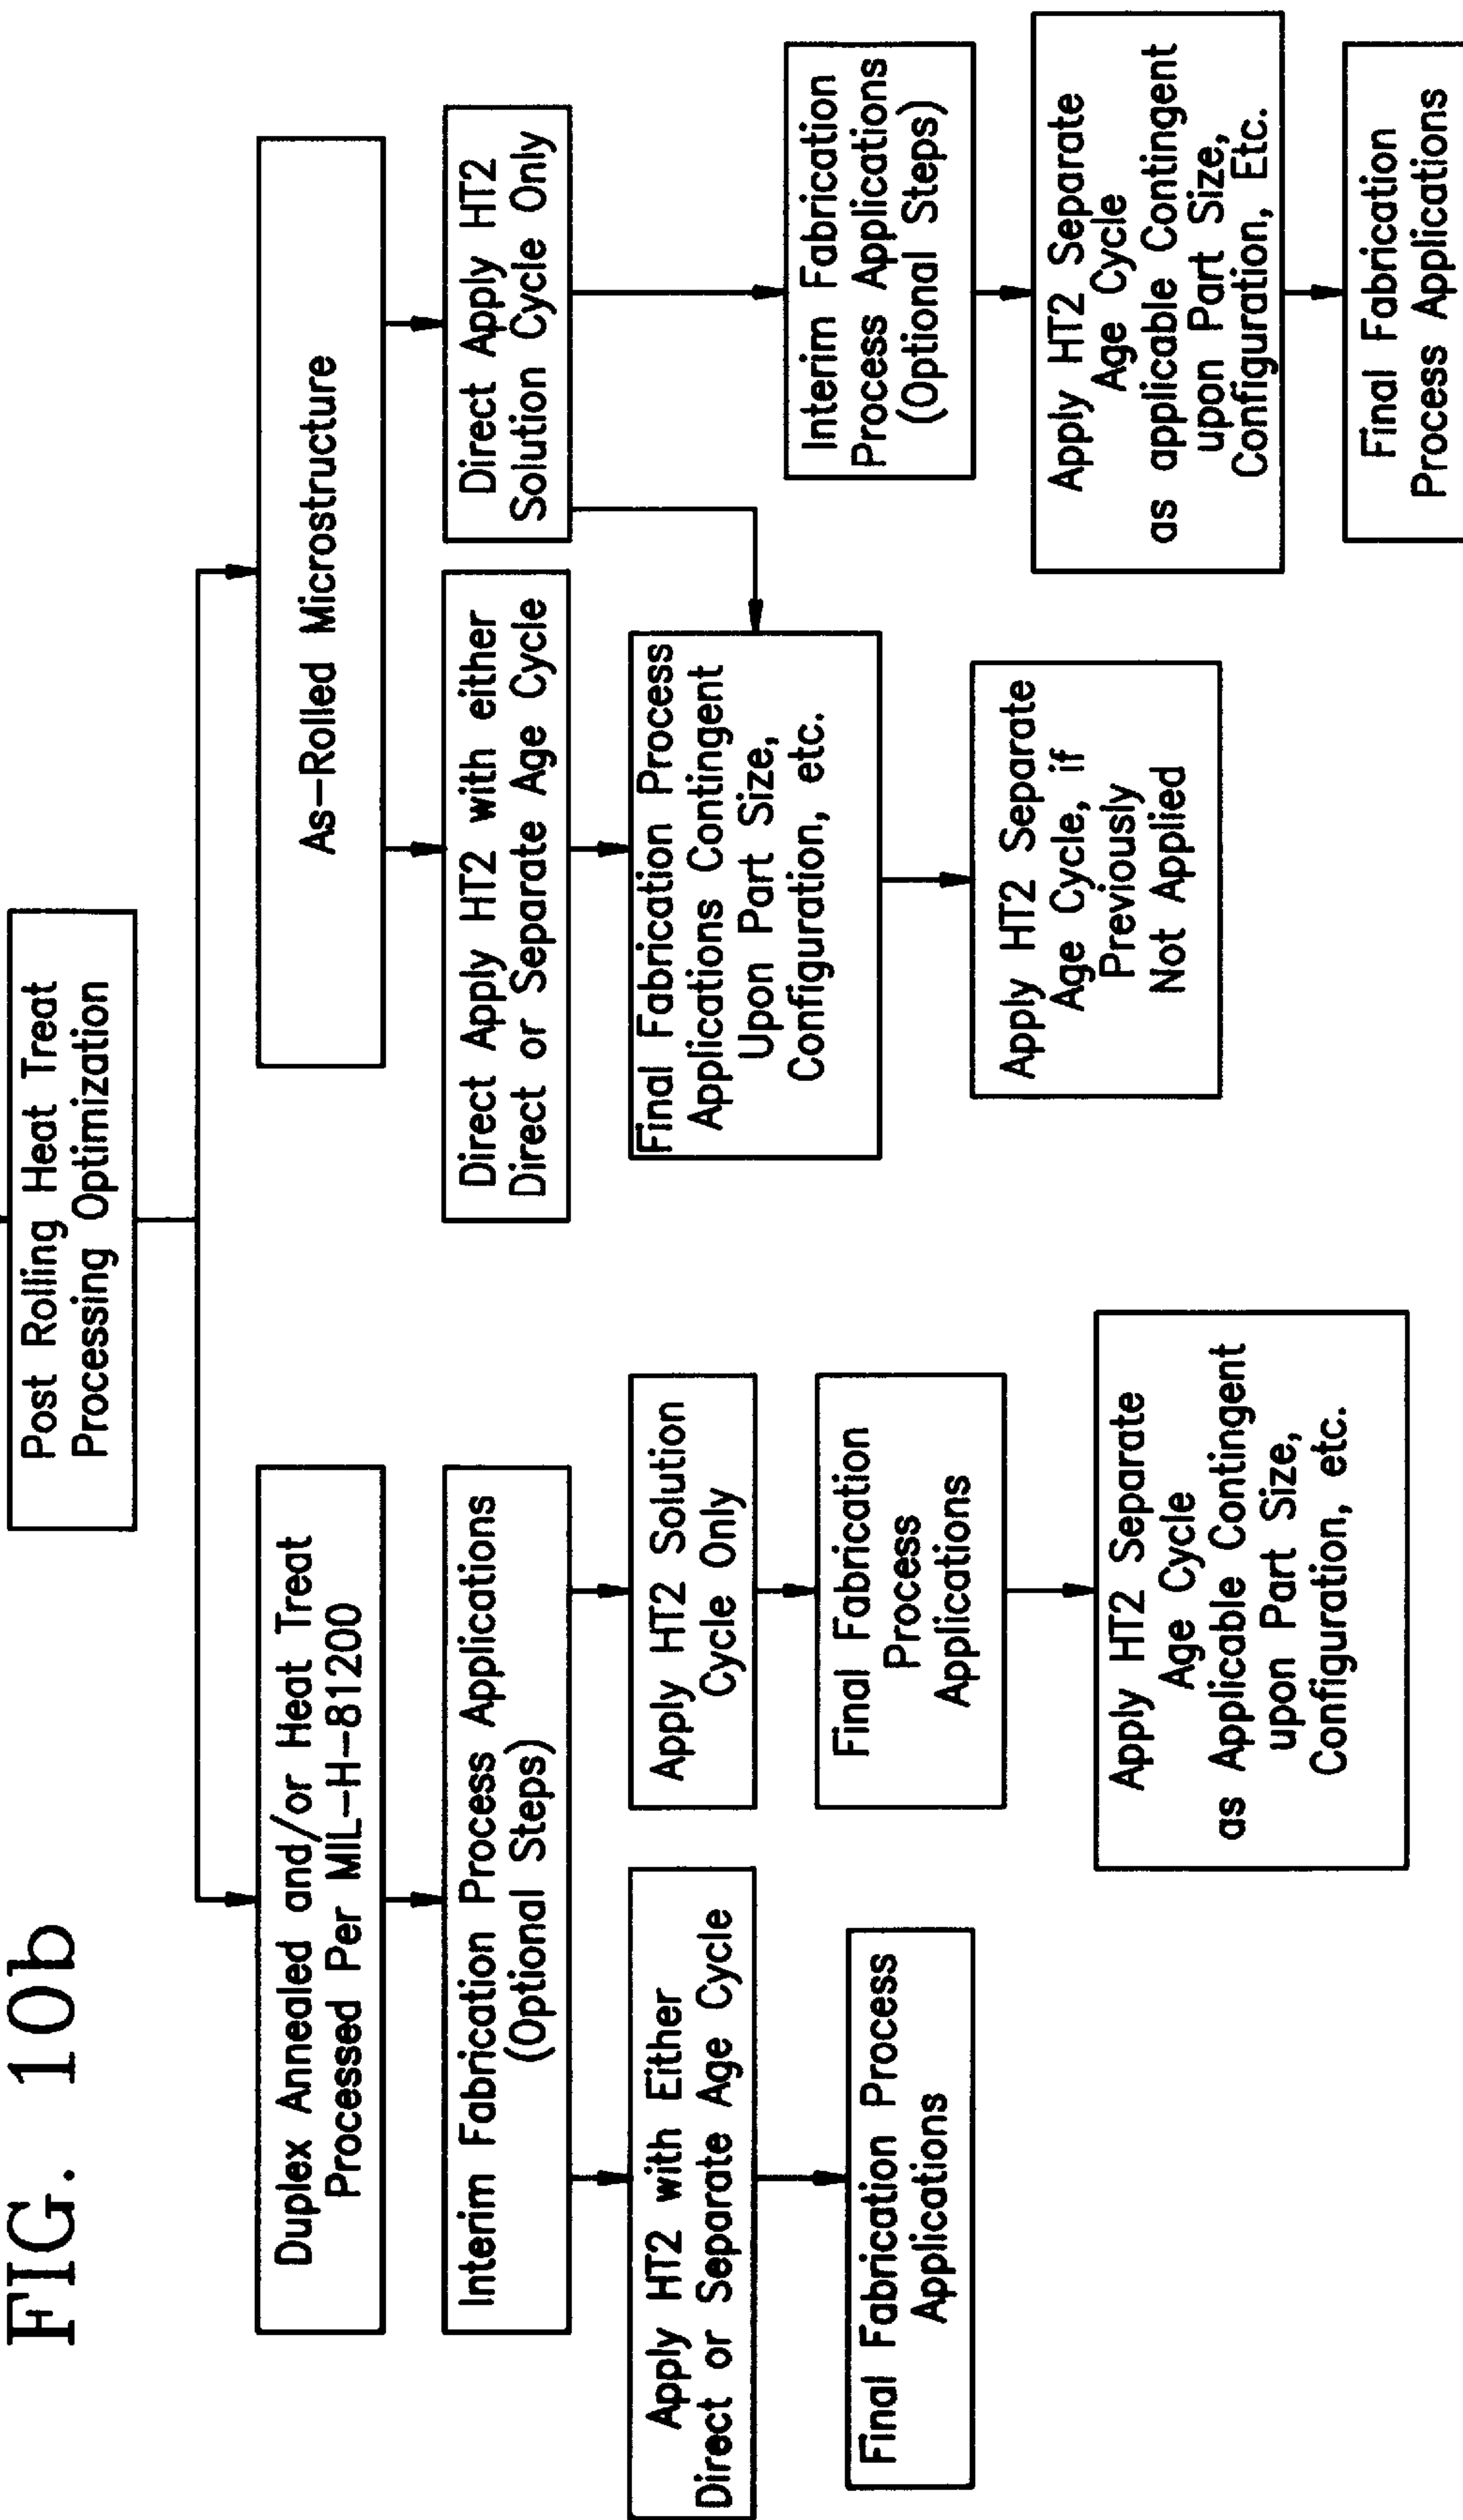 FIG. 10b
Post Rolling Heat Treat
Processing Optimization
Duplex Annealed and/or Heat Treat
Processed Per MIL-H-81200
As-Rolled Microstructure
Interim Fabrication Process Applications
(Optional Steps)
Direct Apply HT2 with either
Direct or Separate Age Cycle
Direct Apply HT2
Solution Cycle Only
Apply HT2 with Either
Direct or Separate Age Cycle
Apply HT2 Solution
Cycle Only
Final Fabrication Process
Applications Contingent
Upon Part Size,
Configuration, etc.
Interim Fabrication
Process Applications
(Optional Steps)
Final Fabrication Process
Applications
Final Fabrication
Process
Applications
Apply HT2 Separate
Age Cycle, if
Previously
Not Applied
Apply HT2 Separate
Age Cycle
as applicable Contingent
upon Part Size,
Configuration, Etc.
Apply HT2 Separate
Age Cycle
as Applicable Contingent
upon Part Size,
Configuration, etc.
Final Fabrication
Process Applications